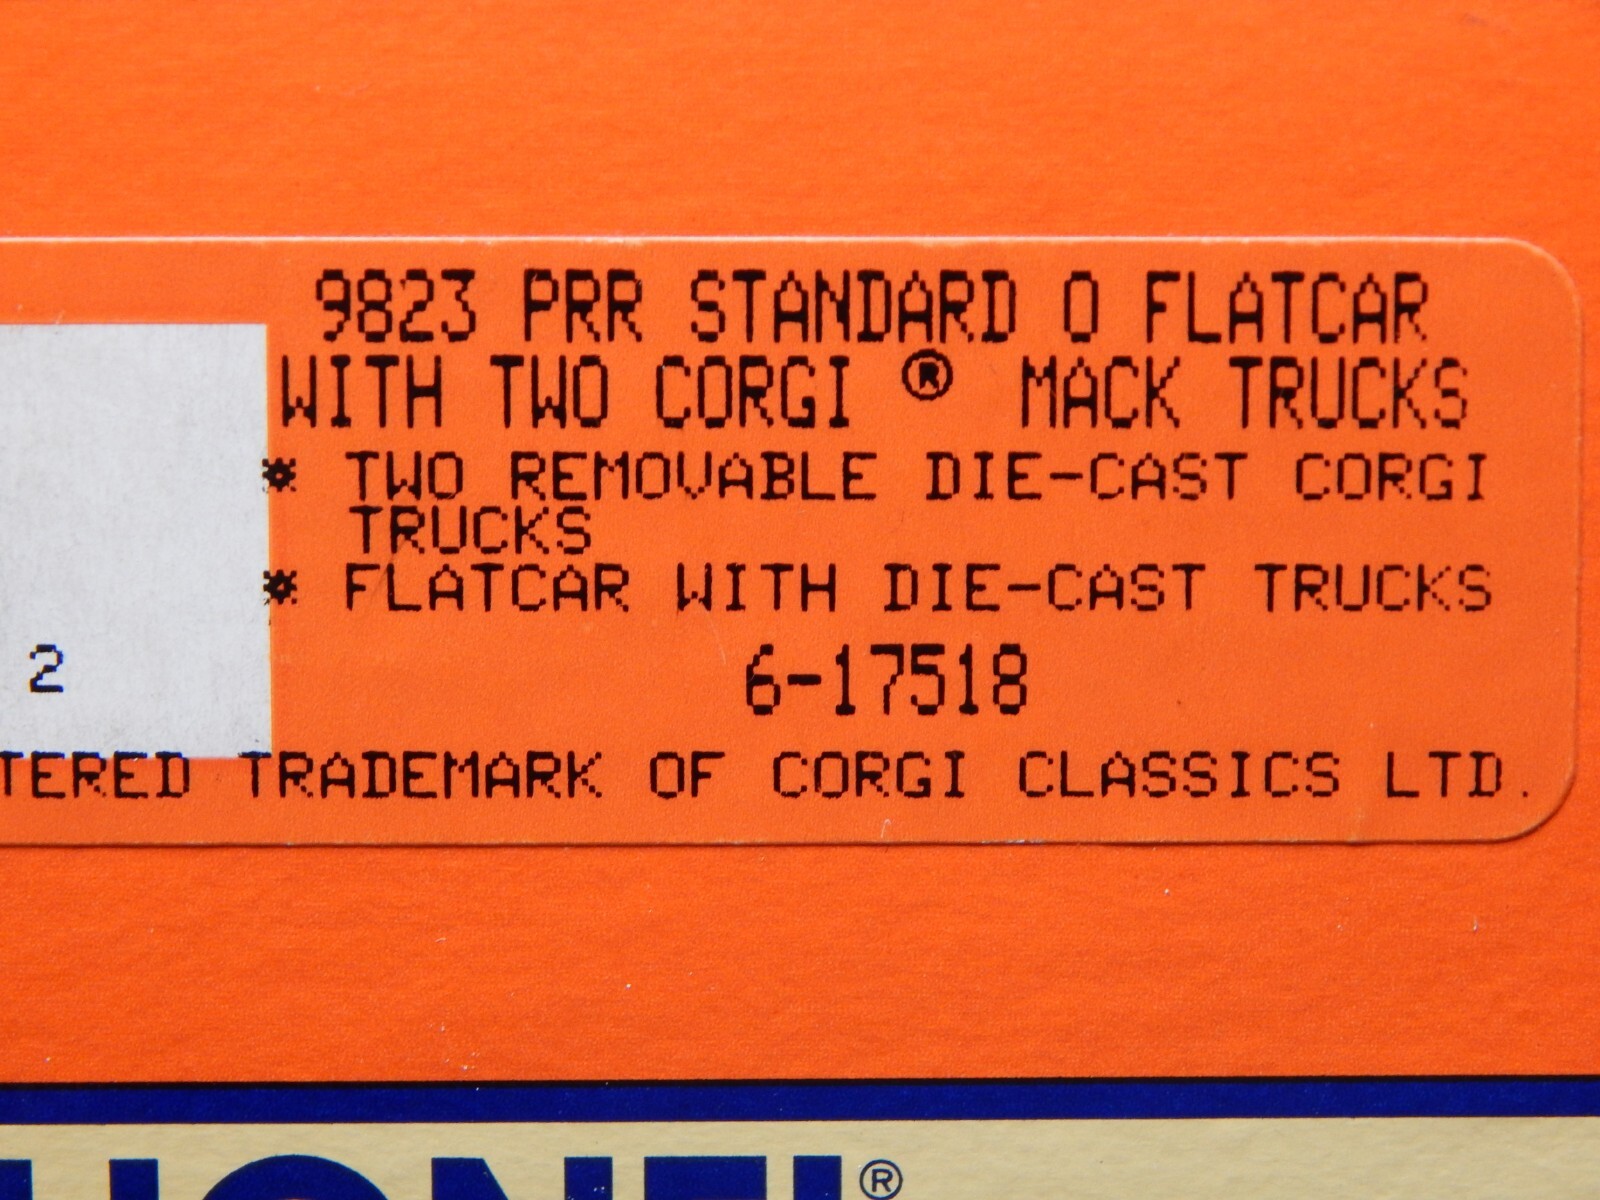 9823 PRR STANDARD O FLATCAR
WITH TWO CORGI ® MACK TRUCKS
* TWO REMOVABLE DIE-CAST CORGI
TRUCKS
* FLATCAR WITH DIE-CAST TRUCKS
2
6-17518
TERED TRADEMARK OF CORGI CLASSICS LTD.
LIONEL®